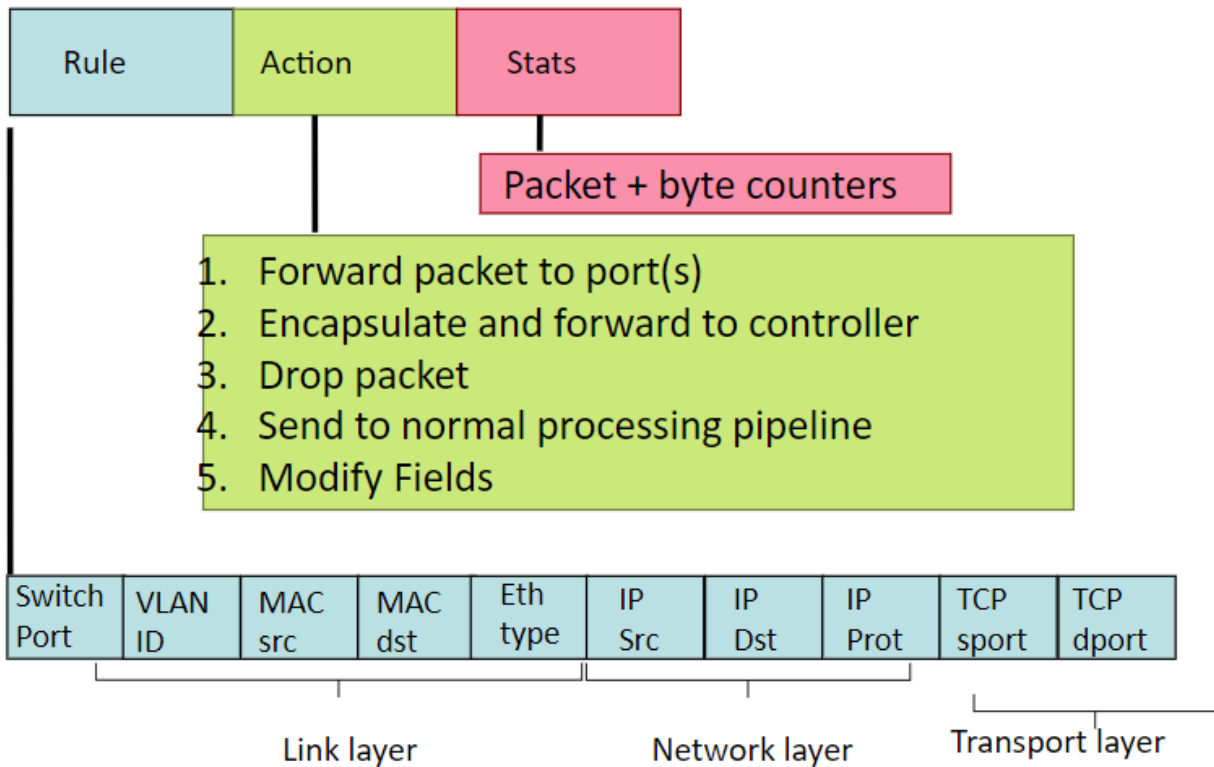 Rule Action Stats
Packet + byte counters
1. Forward packet to port(s)
2. Encapsulate and forward to controller
3. Drop packet
4. Send to normal processing pipeline
5. Modify Fields
Switch Port
VLAN ID
MAC src
MAC dst
Eth type
IP Src
IP Dst
IP Prot
TCP sport
TCP dport
Link layer
Network layer
Transport layer